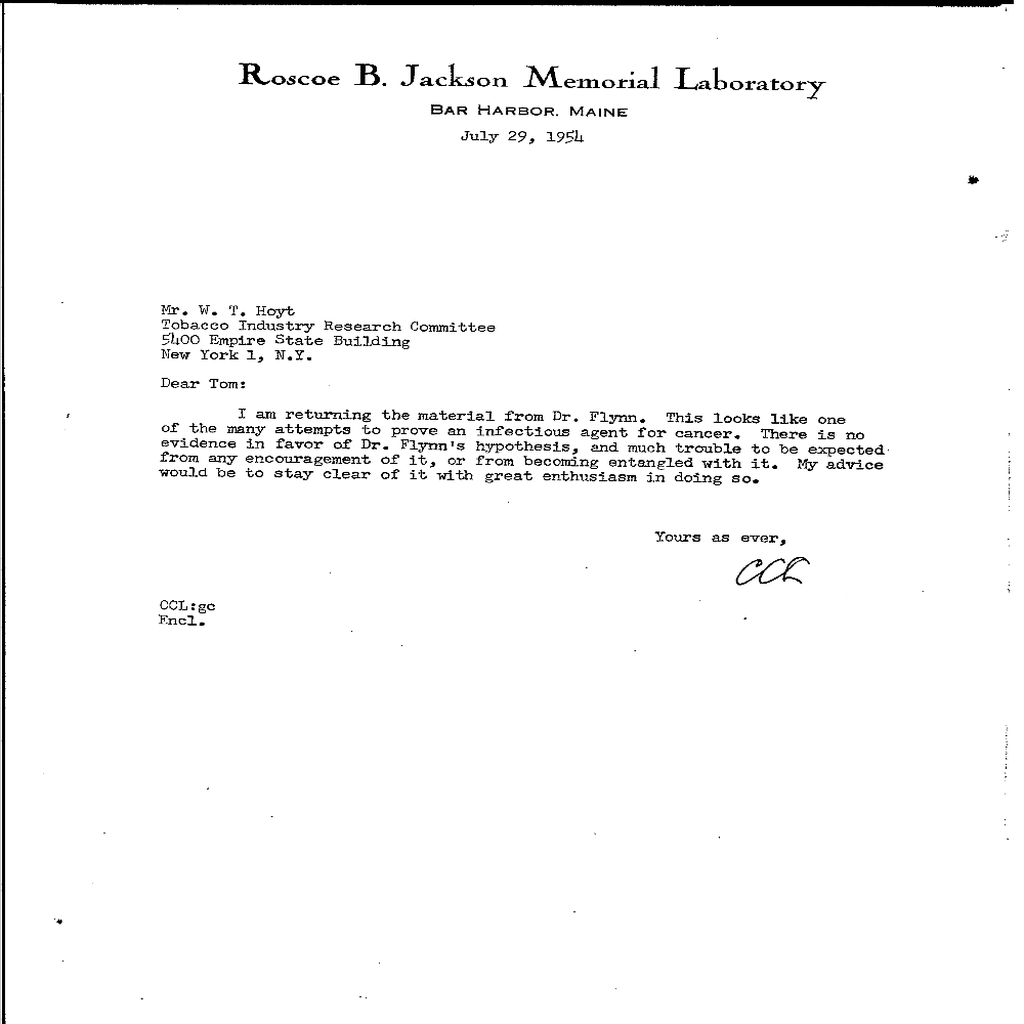 Roscoe B. Jackson Memorial Laboratory
BAR HARBOR, MAINE
July 29, 1954
Mr. W. T. Hoyt
Tobacco Industry Research Committee
5400 Empire State Building
New York 1, N.Y.
Dear Tom:
I am returning the material from Dr. Flynn. This looks like one
of the many attempts to prove an infectious agent for cancer. There is no
evidence in favor of Dr. Flynn's hypothesis, and much trouble to be expected
from any encouragement of it, or from becoming entangled with it. My advice
would be to stay clear of it with great enthusiasm in doing so.
Yours as ever,
CCL
CCL:gc
Encl.